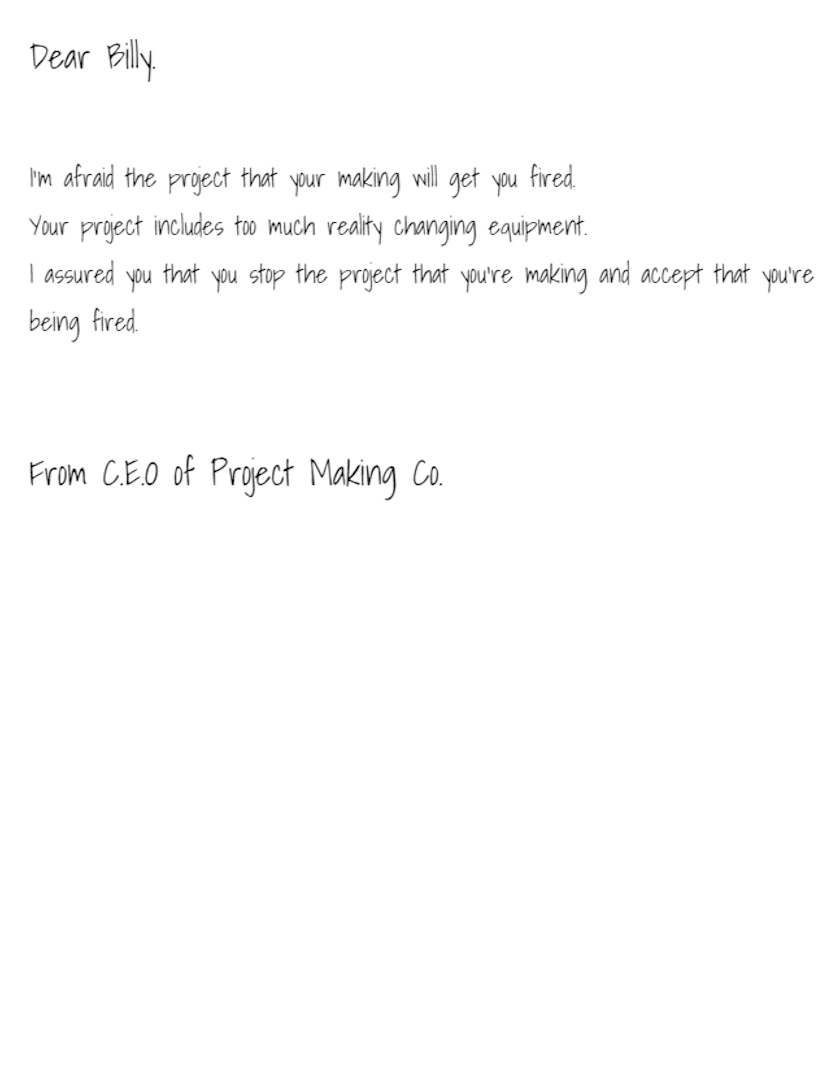 Dear Billy.
I'm afraid the project that your making will get you fired.
Your project includes too much reality changing equipment.
I assured you that you stop the project that you're making and accept that you're
being fired.
From C.E.O of Project Making Co.